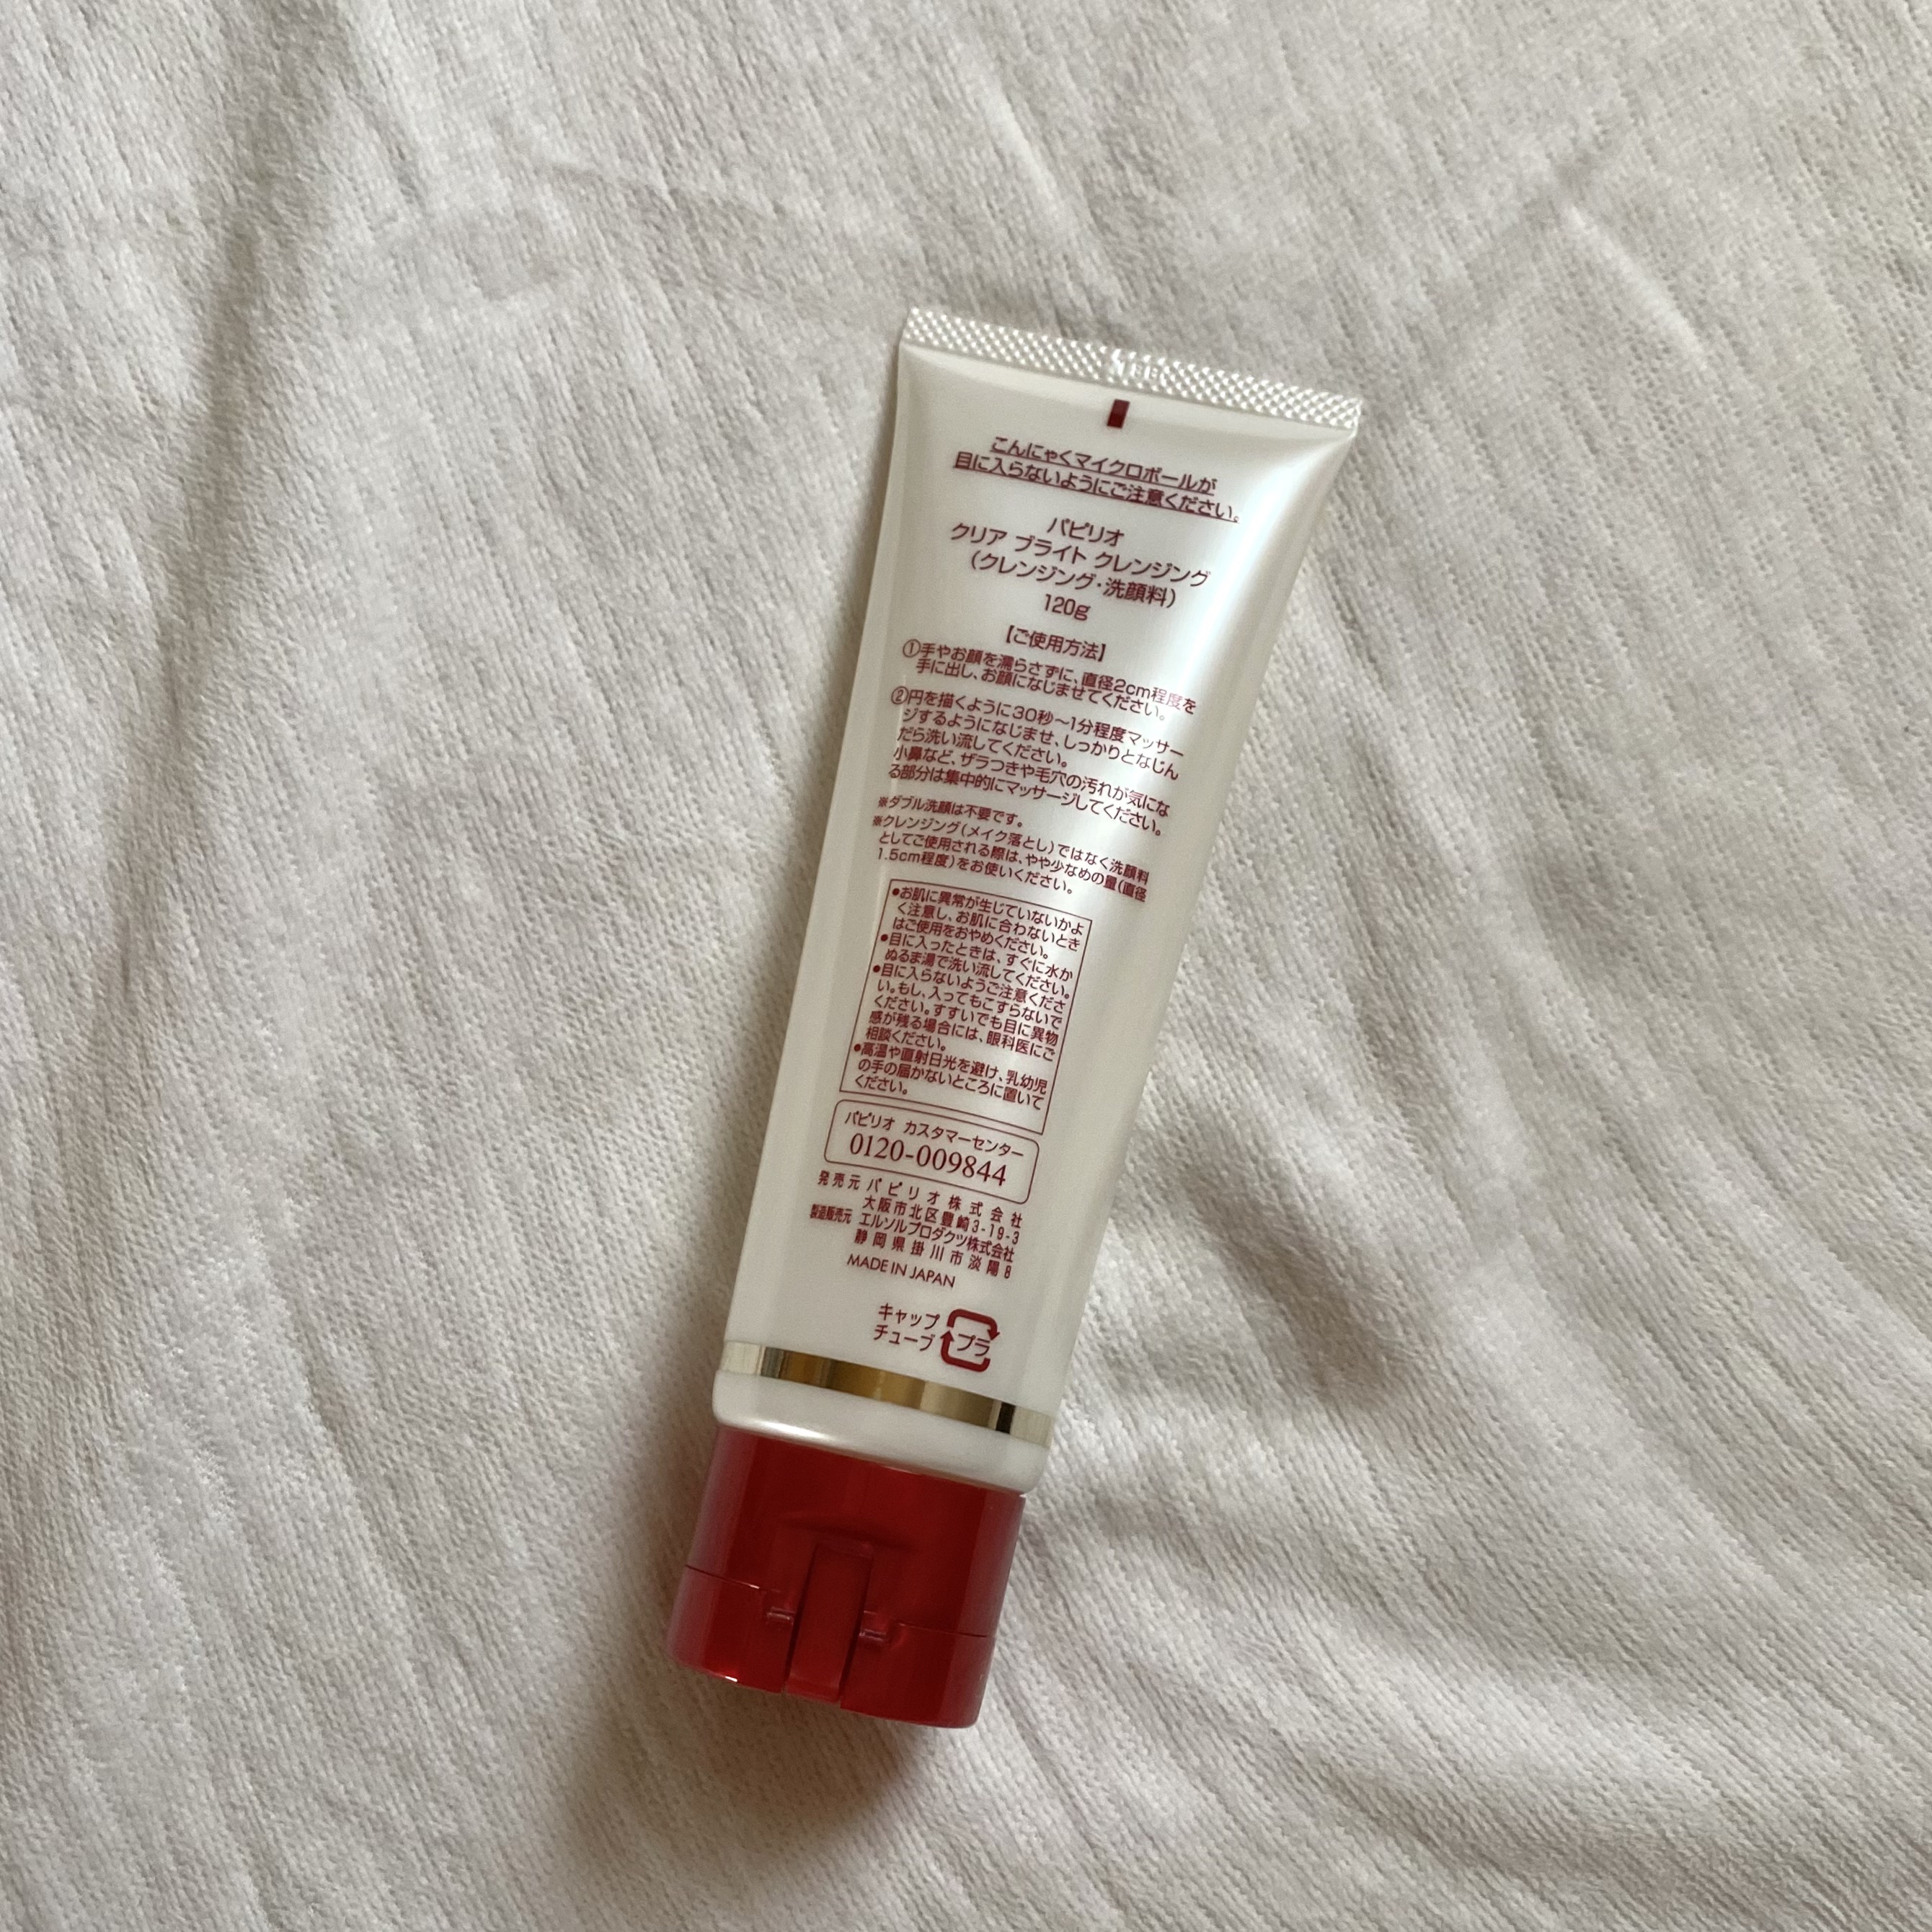 こんにゃくマイクロボールが
目に入らないようにご注意ください。
パピリオ
クリア ブライト クレンジング
(クレンジング・洗顔料)
120g
【ご使用方法】
①手やお顔を濡らさずに、直径2cm程度を
手に出し、お顔になじませてください。
②円を描くように30秒〜1分程度マッサー
ジするようになじませ、しっかりとなじん
だら洗い流してください。
小鼻など、ザラつきや毛穴の汚れが気にな
る部分は集中的にマッサージしてください。
※ダブル洗顔は不要です。
※クレンジング(メイク落とし)ではなく洗顔料
としてご使用される際は、やや少なめの量(直径
1.5cm程度)をお使いください。
●お肌に異常が生じていないかよ
く注意し、お肌に合わないとき
はご使用をおやめください。
●目に入ったときは、すぐに水か
ぬるま湯で洗い流してください。
●目に入らないようご注意くださ
い。もし、入ってもこすらないで
ください。すすいでも目に異物
感が残る場合には、眼科医にご
相談ください。
●高温や直射日光を避け、乳幼児
の手の届かないところに置いて
ください。
パピリオ カスタマーセンター
0120-009844
発売元 パピリオ株式会社
大阪市北区豊崎3-19-3
製造販売元 エルソルプロダクツ株式会社
静岡県掛川市淡陽8
MADE IN JAPAN
キャップ
チューブ
プラ